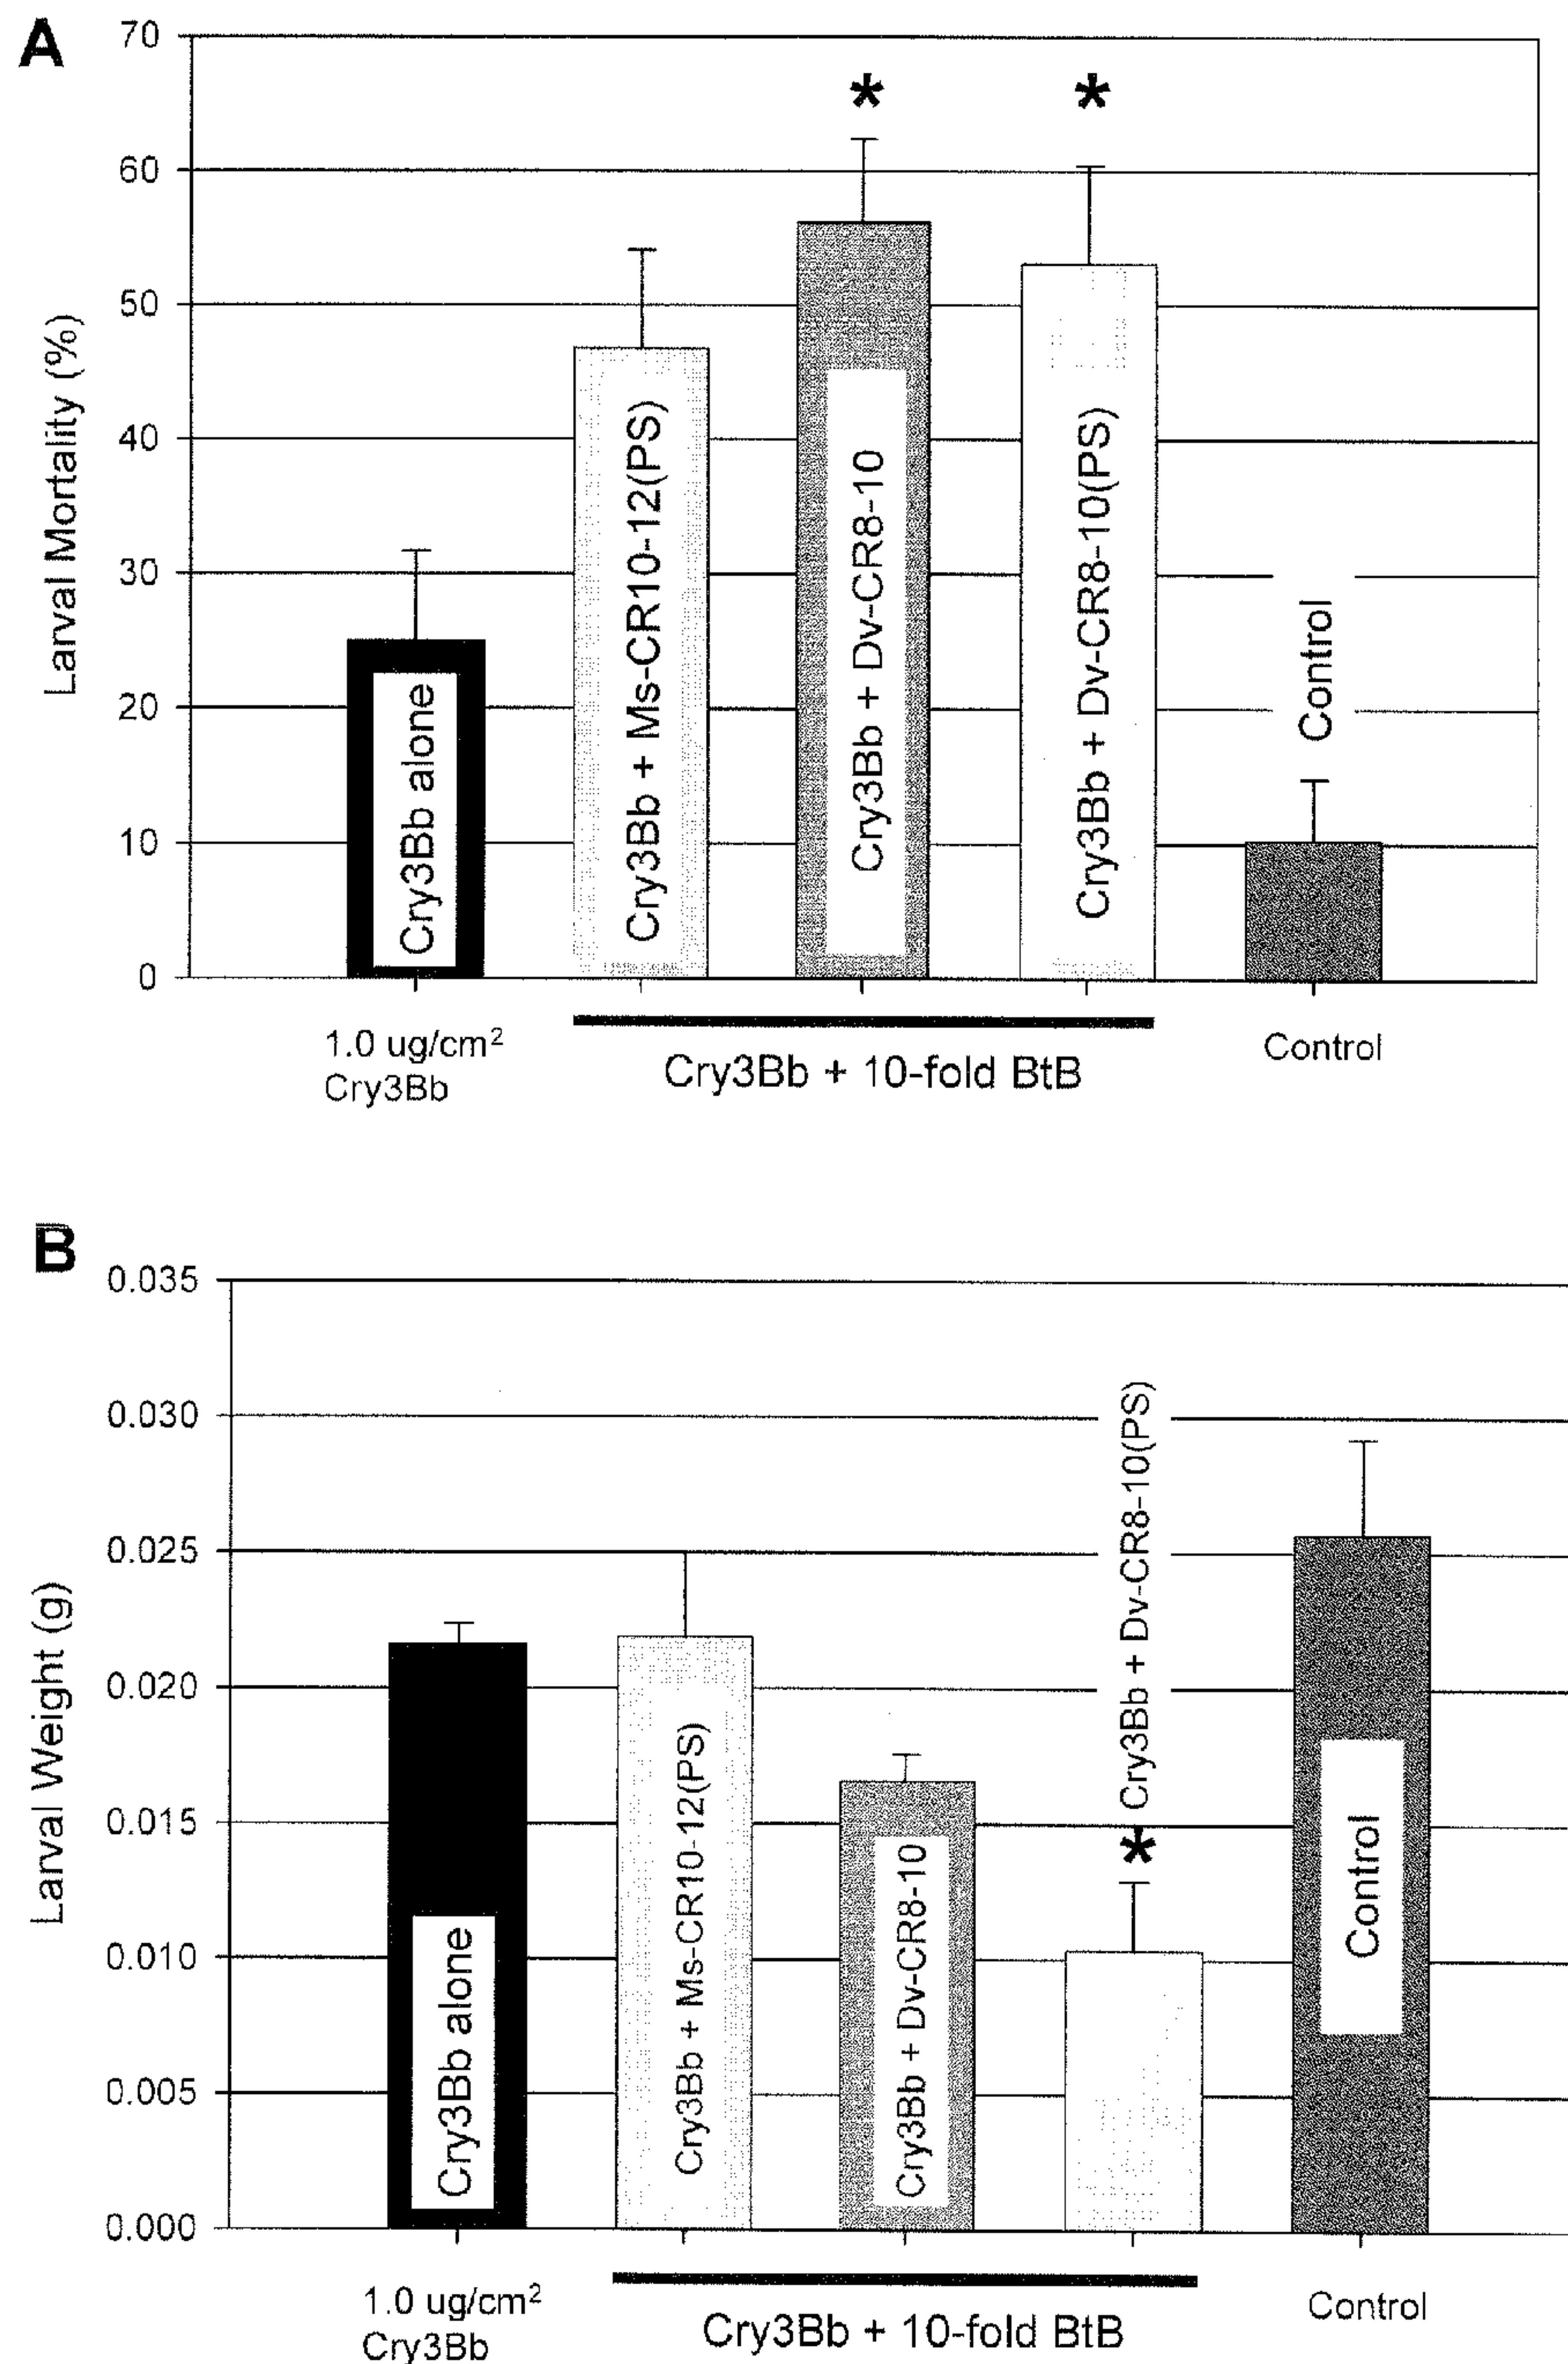 A
70
60
50
40
30
20
10
0
Larval Mortality (%)
*
*
Cry3Bb alone
Cry3Bb + Ms-CR10-12(PS)
Cry3Bb + Dv-CR8-10
Cry3Bb + Dv-CR8-10(PS)
Control
1.0 ug/cm²
Cry3Bb
Cry3Bb + 10-fold BtB
Control
B
0.035
0.030
0.025
0.020
0.015
0.010
0.005
0.000
Larval Weight (g)
Cry3Bb alone
Cry3Bb + Ms-CR10-12(PS)
Cry3Bb + Dv-CR8-10
* Cry3Bb + Dv-CR8-10(PS)
Control
1.0 ug/cm²
Cry3Bb
Cry3Bb + 10-fold BtB
Control